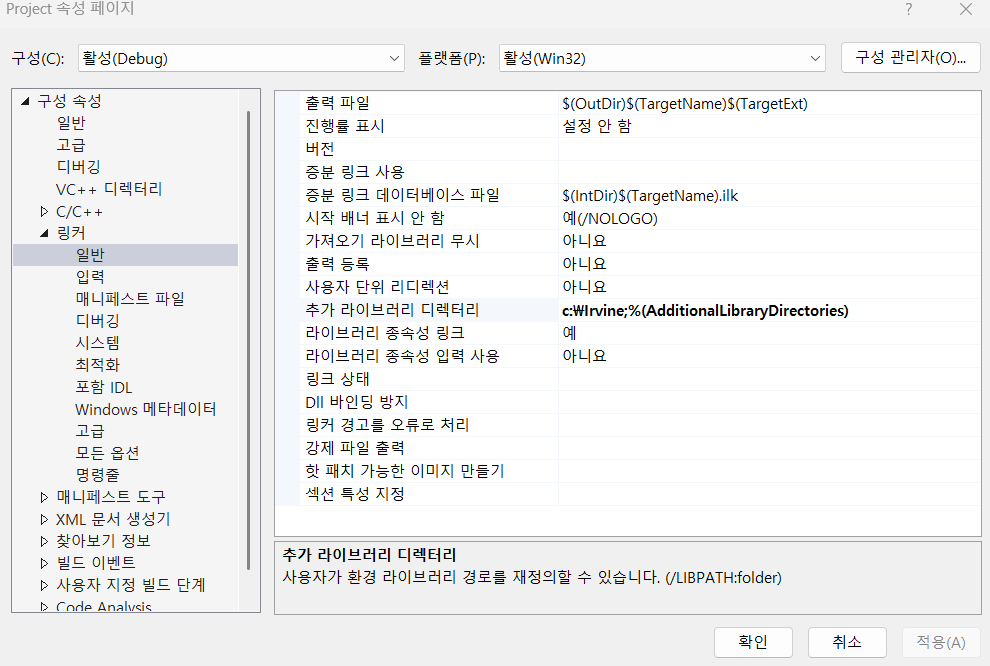 Project 속성 페이지
?
구성(C):
활성(Debug)
플랫폼(P):
활성(Win32)
구성 관리자(O)...
구성 속성
일반
고급
디버깅
VC++ 디렉터리
C/C++
링커
일반
입력
매니페스트 파일
디버깅
시스템
최적화
포함 IDL
Windows 메타데이터
고급
모든 옵션
명령줄
매니페스트 도구
XML 문서 생성기
찾아보기 정보
빌드 이벤트
사용자 지정 빌드 단계
Code Analysis
출력 파일 $(OutDir)$(TargetName)$(TargetExt)
진행률 표시 설정 안 함
버전
증분 링크 사용
증분 링크 데이터베이스 파일 $(IntDir)$(TargetName).ilk
시작 배너 표시 안 함 예(/NOLOGO)
가져오기 라이브러리 무시 아니요
출력 등록 아니요
사용자 단위 리디렉션 아니요
추가 라이브러리 디렉터리 c:₩Irvine;%(AdditionalLibraryDirectories)
라이브러리 종속성 링크 예
라이브러리 종속성 입력 사용 아니요
링크 상태
Dll 바인딩 방지
링커 경고를 오류로 처리
강제 파일 출력
핫 패치 가능한 이미지 만들기
섹션 특성 지정
추가 라이브러리 디렉터리
사용자가 환경 라이브러리 경로를 재정의할 수 있습니다. (/LIBPATH:folder)
확인
취소
적용(A)